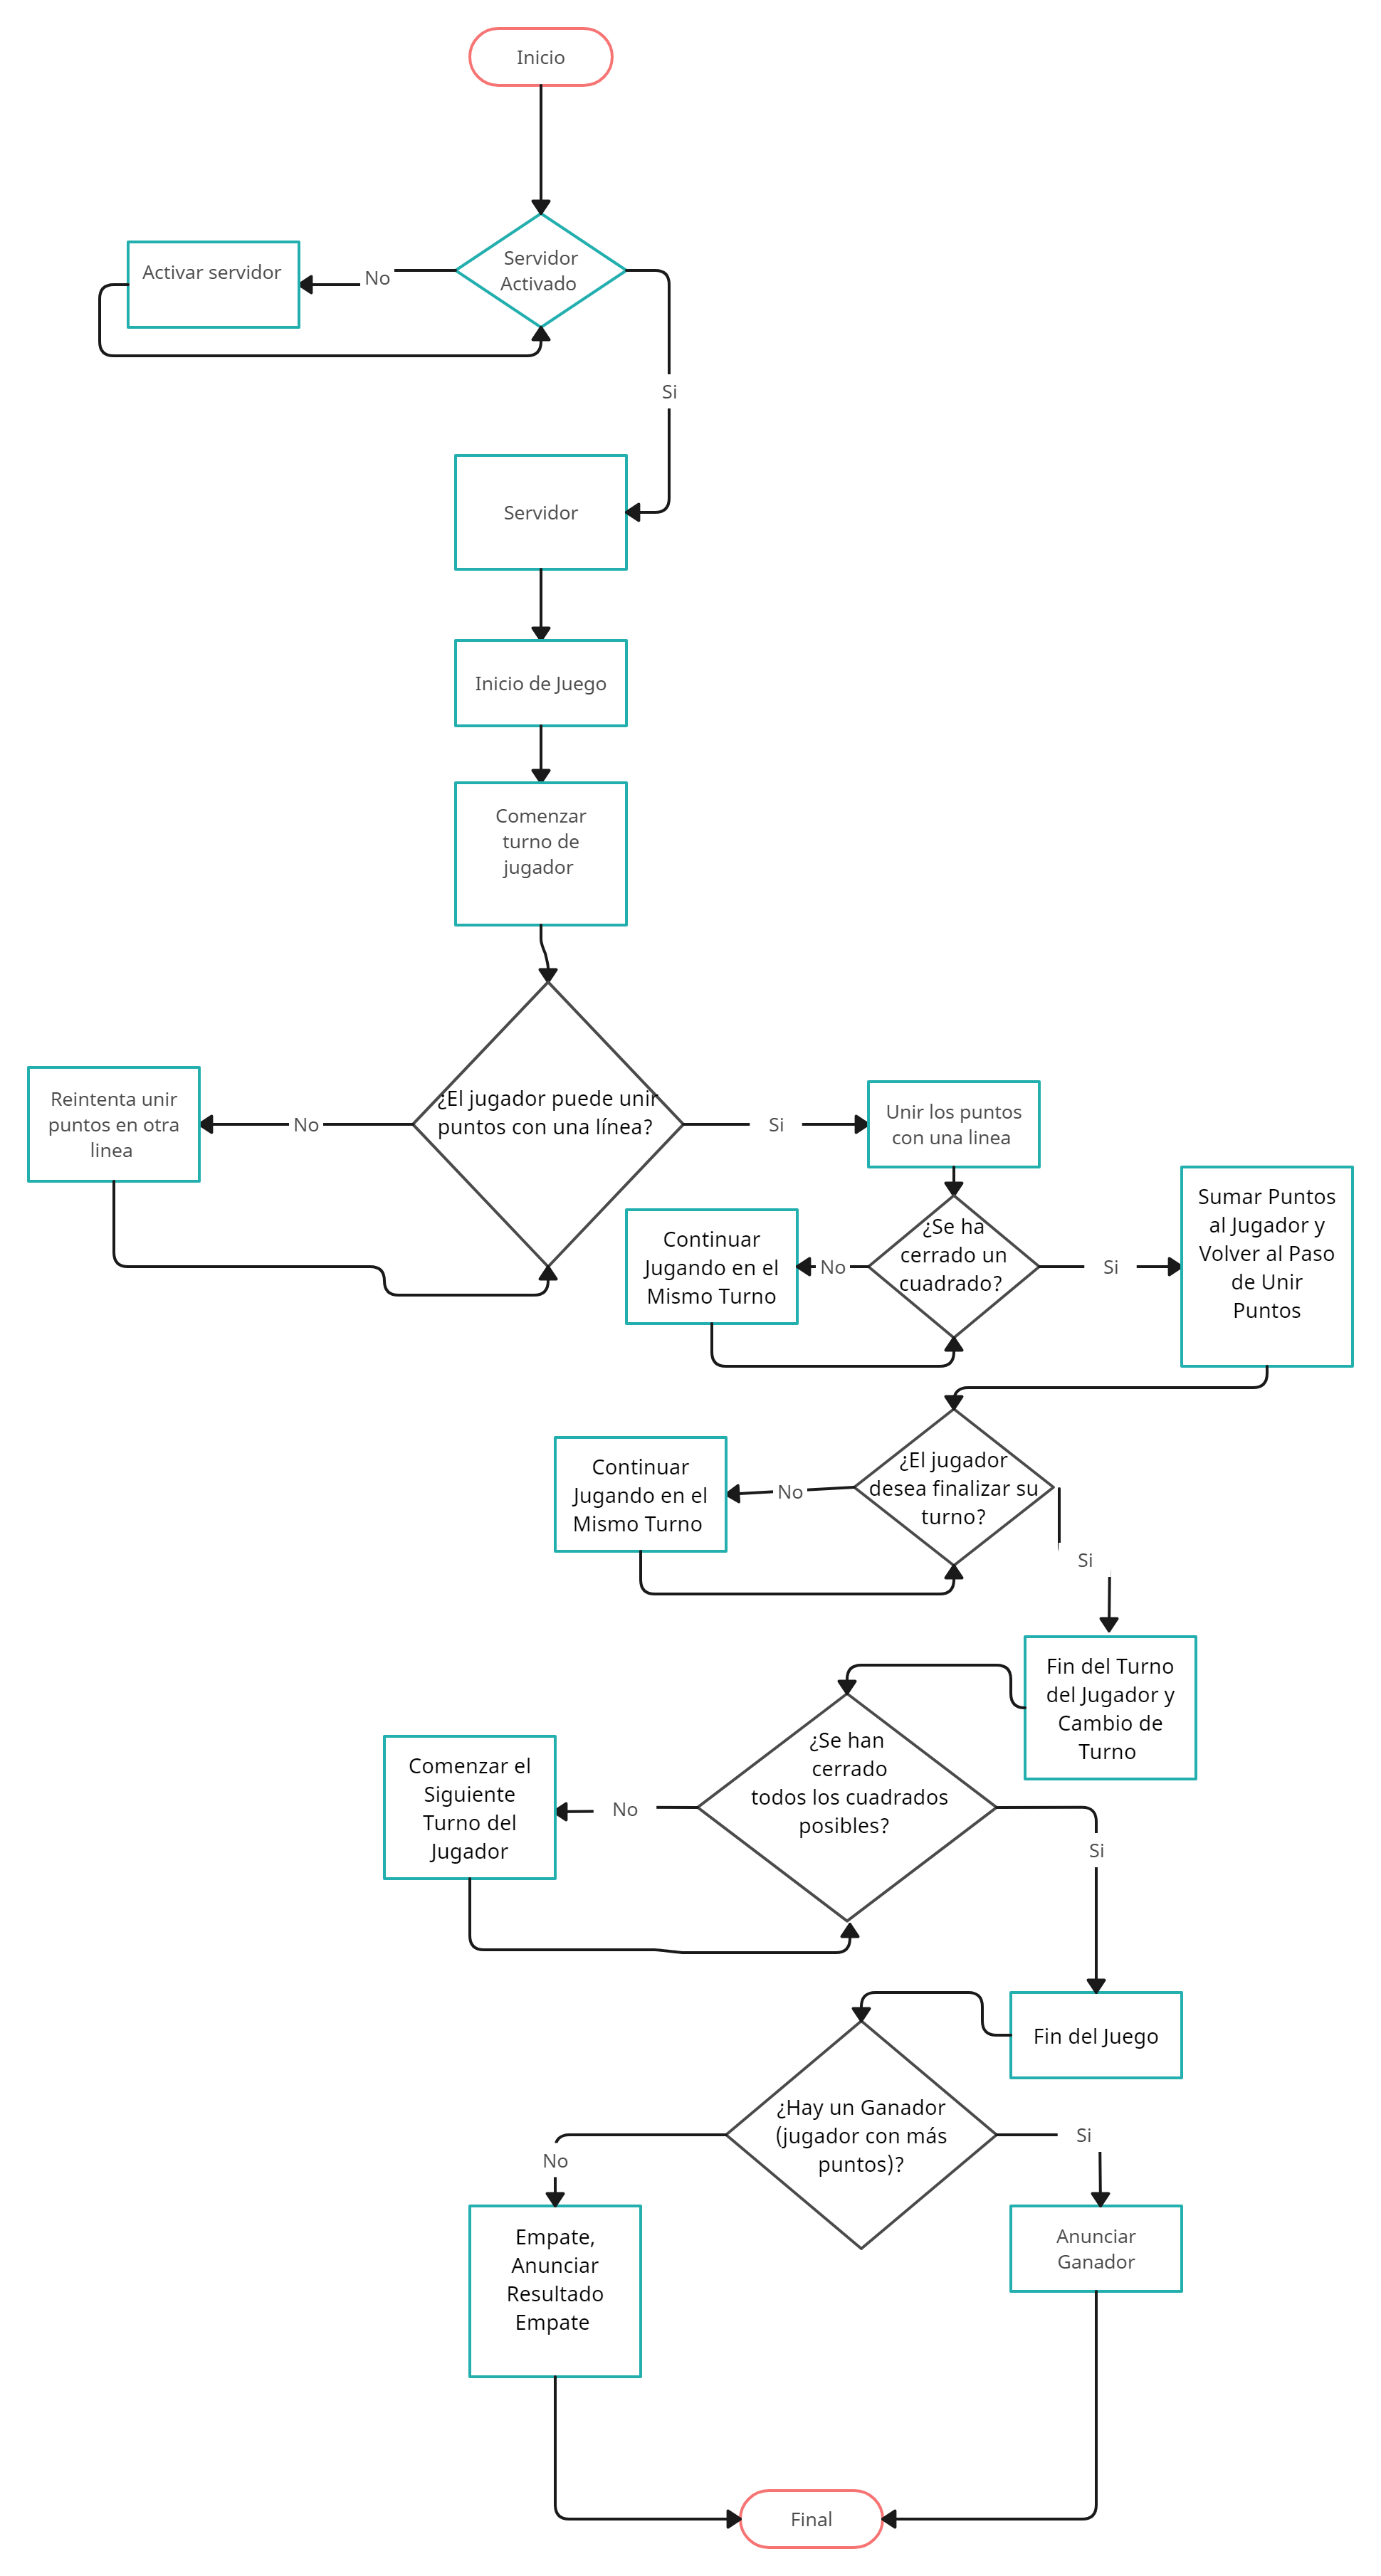 Inicio
Servidor
Activado
No
Activar servidor
Si
Servidor
Inicio de Juego
Comenzar
turno de
jugador
¿El jugador puede unir
puntos con una línea?
No
Reintenta unir
puntos en otra
linea
Si
Unir los puntos
con una linea
¿Se ha
cerrado un
cuadrado?
No
Continuar
Jugando en el
Mismo Turno
Si
Sumar Puntos
al Jugador y
Volver al Paso
de Unir
Puntos
¿El jugador
desea finalizar su
turno?
No
Continuar
Jugando en el
Mismo Turno
Si
Fin del Turno
del Jugador y
Cambio de
Turno
¿Se han
cerrado
todos los cuadrados
posibles?
No
Comenzar el
Siguiente
Turno del
Jugador
Si
Fin del Juego
¿Hay un Ganador
(jugador con más
puntos)?
No
Empate,
Anunciar
Resultado
Empate
Si
Anunciar
Ganador
Final